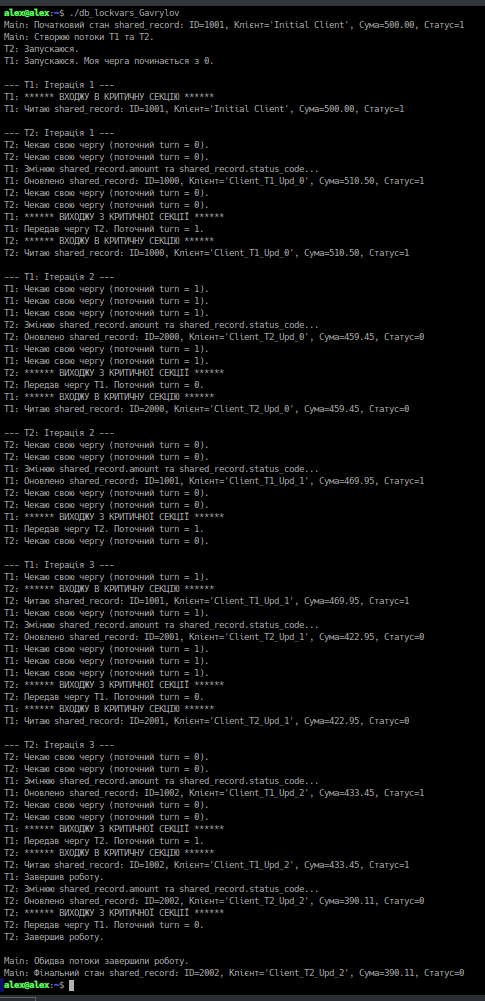 alex@alex:~$ ./db_lockvars_Gavrylov
Main: Початковий стан shared_record: ID=1001, Клієнт='Initial Client', Сума=500.00, Статус=1
Main: Створюю потоки T1 та T2.
T2: Запускаюся.
T1: Запускаюся. Моя черга починається з 0.
--- T1: Ітерація 1 ---
T1: ****** ВХОДЖУ В КРИТИЧНУ СЕКЦІЮ ******
T1: Читаю shared_record: ID=1001, Клієнт='Initial Client', Сума=500.00, Статус=1
--- T2: Ітерація 1 ---
T2: Чекаю свою чергу (поточний turn = 0).
T2: Чекаю свою чергу (поточний turn = 0).
T1: Змінюю shared_record.amount та shared_record.status_code...
T1: Оновлено shared_record: ID=1000, Клієнт='Client_T1_Upd_0', Сума=510.50, Статус=1
T2: Чекаю свою чергу (поточний turn = 0).
T2: Чекаю свою чергу (поточний turn = 0).
T1: ****** ВИХОДЖУ З КРИТИЧНОЇ СЕКЦІЇ ******
T1: Передав чергу T2. Поточний turn = 1.
T2: ****** ВХОДЖУ В КРИТИЧНУ СЕКЦІЮ ******
T2: Читаю shared_record: ID=1000, Клієнт='Client_T1_Upd_0', Сума=510.50, Статус=1
--- T1: Ітерація 2 ---
T1: Чекаю свою чергу (поточний turn = 1).
T1: Чекаю свою чергу (поточний turn = 1).
T1: Чекаю свою чергу (поточний turn = 1).
T2: Змінюю shared_record.amount та shared_record.status_code...
T2: Оновлено shared_record: ID=2000, Клієнт='Client_T2_Upd_0', Сума=459.45, Статус=0
T1: Чекаю свою чергу (поточний turn = 1).
T1: Чекаю свою чергу (поточний turn = 1).
T2: ****** ВИХОДЖУ З КРИТИЧНОЇ СЕКЦІЇ ******
T2: Передав чергу T1. Поточний turn = 0.
T1: ****** ВХОДЖУ В КРИТИЧНУ СЕКЦІЮ ******
T1: Читаю shared_record: ID=2000, Клієнт='Client_T2_Upd_0', Сума=459.45, Статус=0
--- T2: Ітерація 2 ---
T2: Чекаю свою чергу (поточний turn = 0).
T2: Чекаю свою чергу (поточний turn = 0).
T1: Змінюю shared_record.amount та shared_record.status_code...
T1: Оновлено shared_record: ID=1001, Клієнт='Client_T1_Upd_1', Сума=469.95, Статус=1
T2: Чекаю свою чергу (поточний turn = 0).
T2: Чекаю свою чергу (поточний turn = 0).
T1: ****** ВИХОДЖУ З КРИТИЧНОЇ СЕКЦІЇ ******
T1: Передав чергу T2. Поточний turn = 1.
T2: Чекаю свою чергу (поточний turn = 0).
--- T1: Ітерація 3 ---
T1: Чекаю свою чергу (поточний turn = 1).
T2: ****** ВХОДЖУ В КРИТИЧНУ СЕКЦІЮ ******
T2: Читаю shared_record: ID=1001, Клієнт='Client_T1_Upd_1', Сума=469.95, Статус=1
T1: Чекаю свою чергу (поточний turn = 1).
T2: Змінюю shared_record.amount та shared_record.status_code...
T2: Оновлено shared_record: ID=2001, Клієнт='Client_T2_Upd_1', Сума=422.95, Статус=0
T1: Чекаю свою чергу (поточний turn = 1).
T1: Чекаю свою чергу (поточний turn = 1).
T1: Чекаю свою чергу (поточний turn = 1).
T2: ****** ВИХОДЖУ З КРИТИЧНОЇ СЕКЦІЇ ******
T2: Передав чергу T1. Поточний turn = 0.
T1: ****** ВХОДЖУ В КРИТИЧНУ СЕКЦІЮ ******
T1: Читаю shared_record: ID=2001, Клієнт='Client_T2_Upd_1', Сума=422.95, Статус=0
--- T2: Ітерація 3 ---
T2: Чекаю свою чергу (поточний turn = 0).
T2: Чекаю свою чергу (поточний turn = 0).
T1: Змінюю shared_record.amount та shared_record.status_code...
T1: Оновлено shared_record: ID=1002, Клієнт='Client_T1_Upd_2', Сума=433.45, Статус=1
T2: Чекаю свою чергу (поточний turn = 0).
T2: Чекаю свою чергу (поточний turn = 0).
T1: ****** ВИХОДЖУ З КРИТИЧНОЇ СЕКЦІЇ ******
T1: Передав чергу T2. Поточний turn = 1.
T2: ****** ВХОДЖУ В КРИТИЧНУ СЕКЦІЮ ******
T2: Читаю shared_record: ID=1002, Клієнт='Client_T1_Upd_2', Сума=433.45, Статус=1
T1: Завершив роботу.
T2: Змінюю shared_record.amount та shared_record.status_code...
T2: Оновлено shared_record: ID=2002, Клієнт='Client_T2_Upd_2', Сума=390.11, Статус=0
T2: ****** ВИХОДЖУ З КРИТИЧНОЇ СЕКЦІЇ ******
T2: Передав чергу T1. Поточний turn = 0.
T2: Завершив роботу.
Main: Обидва потоки завершили роботу.
Main: Фінальний стан shared_record: ID=2002, Клієнт='Client_T2_Upd_2', Сума=390.11, Статус=0
alex@alex:~$